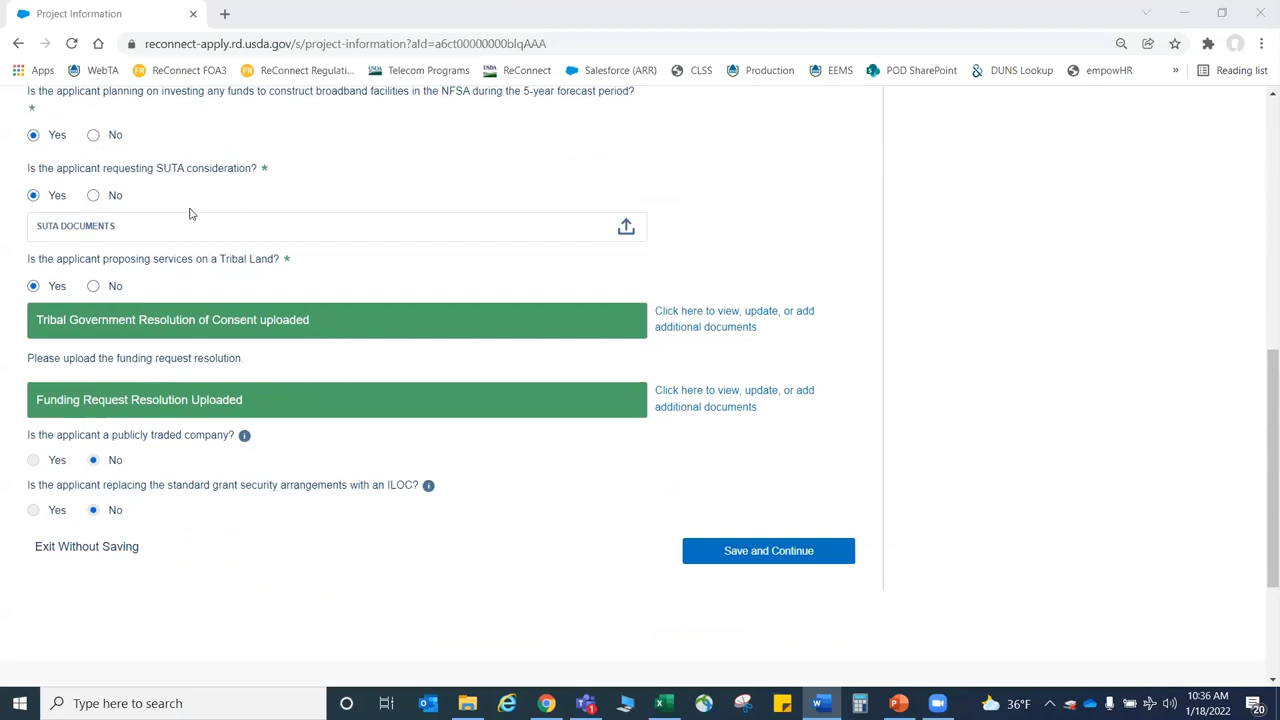 Project Information
reconnect-apply.rd.usda.gov/s/project-information?aId=a6ct00000000blqAAA
Apps WebTA ReConnect FOA3 ReConnect Regulati... Telecom Programs ReConnect Salesforce (ARR) CLSS Production EEMS POD SharePoint DUNS Lookup empowHR » Reading list
Is the applicant planning on investing any funds to construct broadband facilities in the NFSA during the 5-year forecast period?
*
Yes No
Is the applicant requesting SUTA consideration? *
Yes No
SUTA DOCUMENTS
Is the applicant proposing services on a Tribal Land? *
Yes No
Tribal Government Resolution of Consent uploaded
Click here to view, update, or add
additional documents
Please upload the funding request resolution.
Funding Request Resolution Uploaded
Click here to view, update, or add
additional documents
Is the applicant a publicly traded company?
Yes No
Is the applicant replacing the standard grant security arrangements with an ILOC?
Yes No
Exit Without Saving
Save and Continue
Type here to search
36°F
10:36 AM
1/18/2022
20